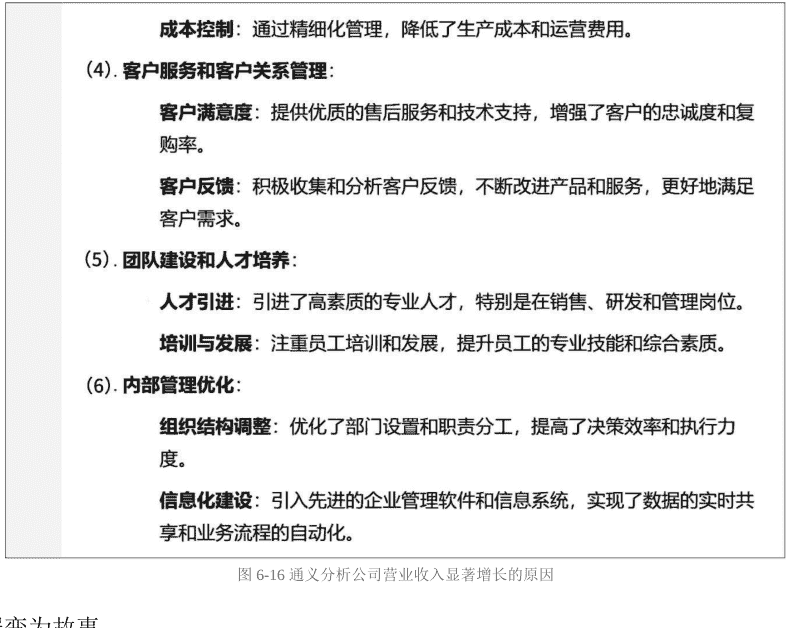 成本控制：通过精细化管理，降低了生产成本和运营费用。
（4）. 客户服务和客户关系管理：
客户满意度：提供优质的售后服务和技术支持，增强了客户的忠诚度和复
购率。
客户反馈：积极收集和分析客户反馈，不断改进产品和服务，更好地满足
客户需求。
（5）. 团队建设和人才培养：
人才引进：引进了高素质的专业人才，特别是在销售、研发和管理岗位。
培训与发展：注重员工培训和发展，提升员工的专业技能和综合素质。
（6）. 内部管理优化：
组织结构调整：优化了部门设置和职责分工，提高了决策效率和执行力
度。
信息化建设：引入先进的企业管理软件和信息系统，实现了数据的实时共
享和业务流程的自动化。
图 6-16 通义分析公司营业收入显著增长的原因
变为故事